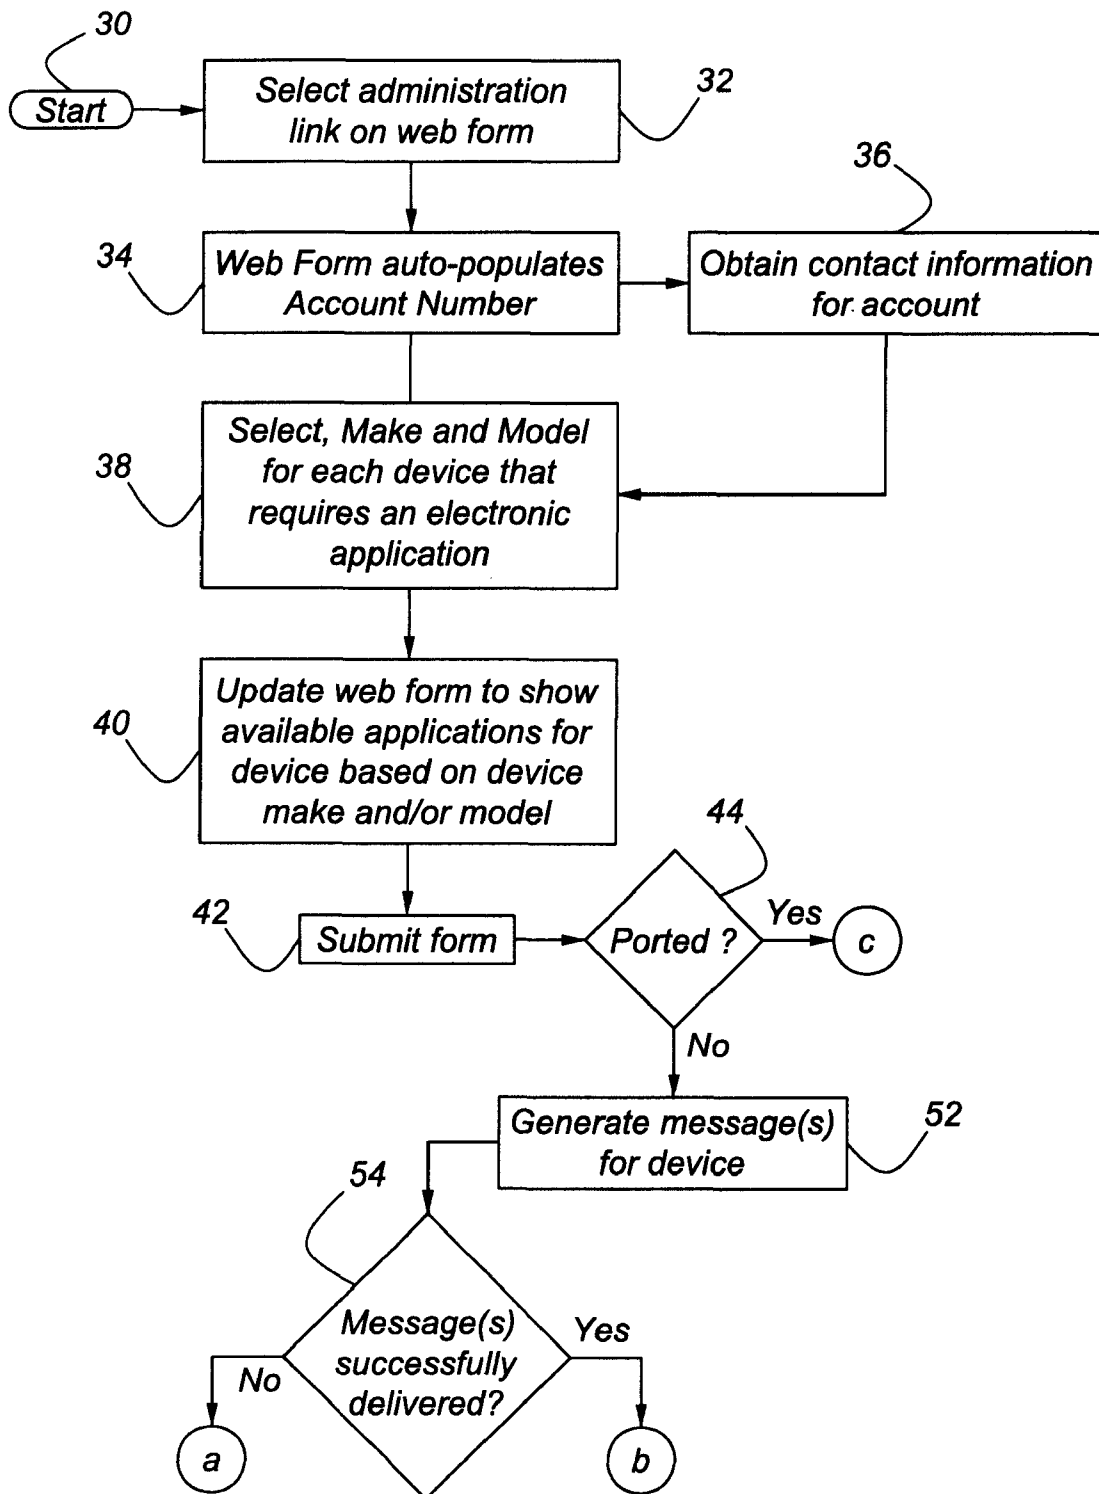 30
Start
Select administration
link on web form
32
36
34
Web Form auto-populates
Account Number
Obtain contact information
for account
38
Select, Make and Model
for each device that
requires an electronic
application
40
Update web form to show
available applications for
device based on device
make and/or model
44
42
Submit form
Ported ?
Yes
c
No
Generate message(s)
for device
52
54
Message(s)
successfully
delivered?
Yes
No
a
b